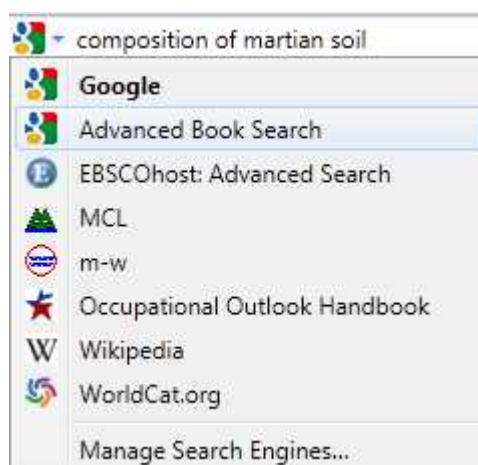 composition of martian soil
Google
Advanced Book Search
EBSCOhost: Advanced Search
MCL
m-w
Occupational Outlook Handbook
W Wikipedia
WorldCat.org
Manage Search Engines...